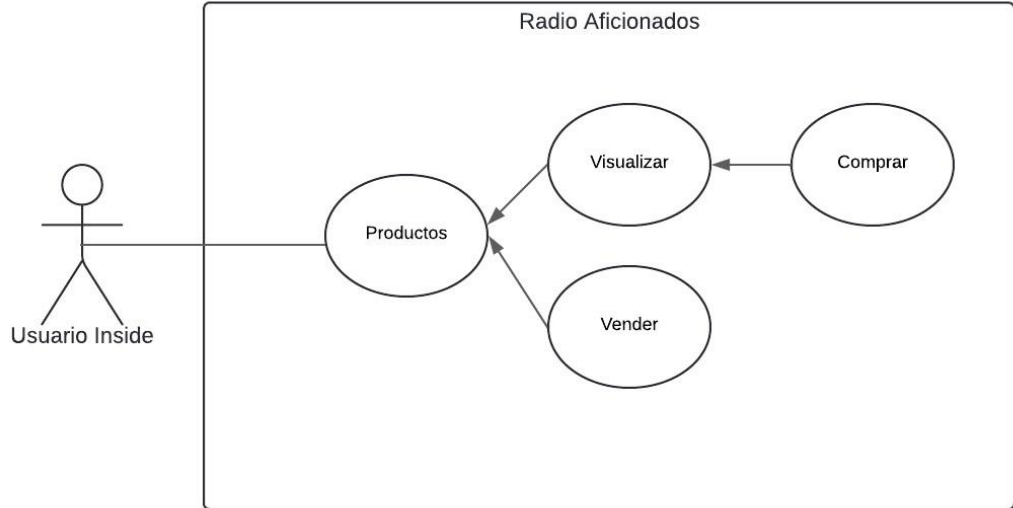 Radio Aficionados
Visualizar
Comprar
Productos
Vender
Usuario Inside